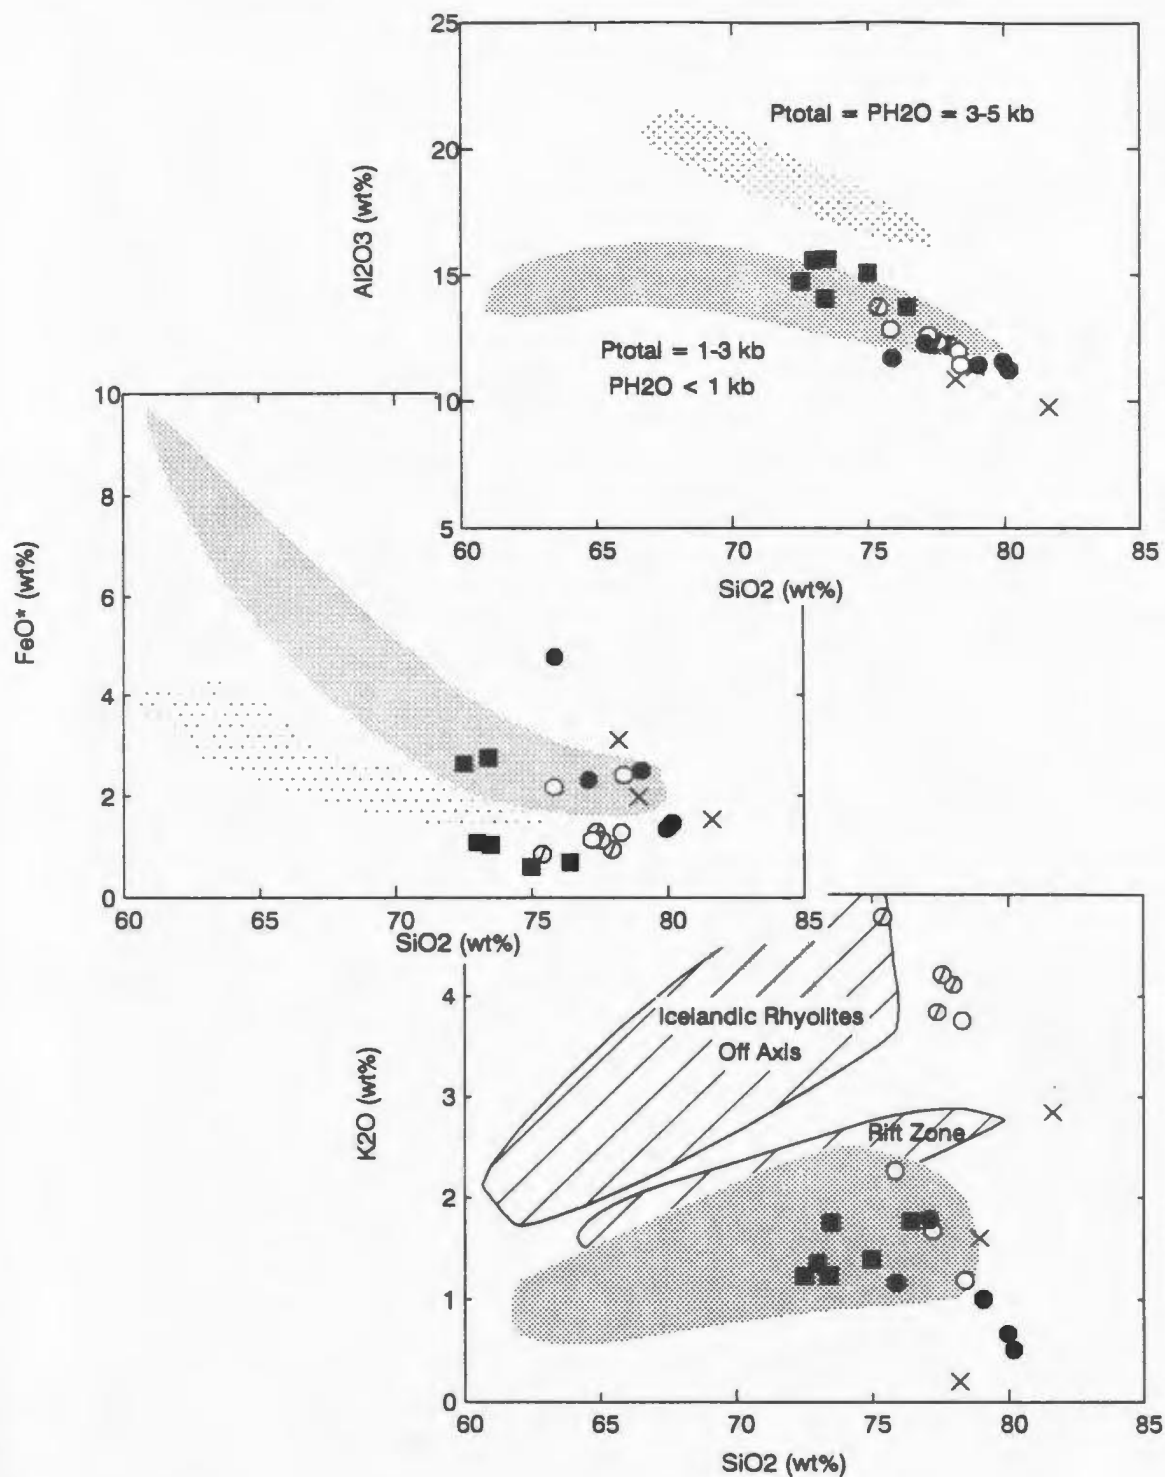 25
20
15
10
5
Al2O3 (wt%)
Ptotal = PH2O = 3-5 kb
Ptotal = 1-3 kb
PH2O < 1 kb
60 65 70 75 80 85
SiO2 (wt%)
10
8
6
4
2
0
FeO* (wt%)
60 65 70 75 80 85
SiO2 (wt%)
4
3
2
1
0
K2O (wt%)
Icelandic Rhyolites
Off Axis
Rift Zone
60 65 70 75 80 85
SiO2 (wt%)